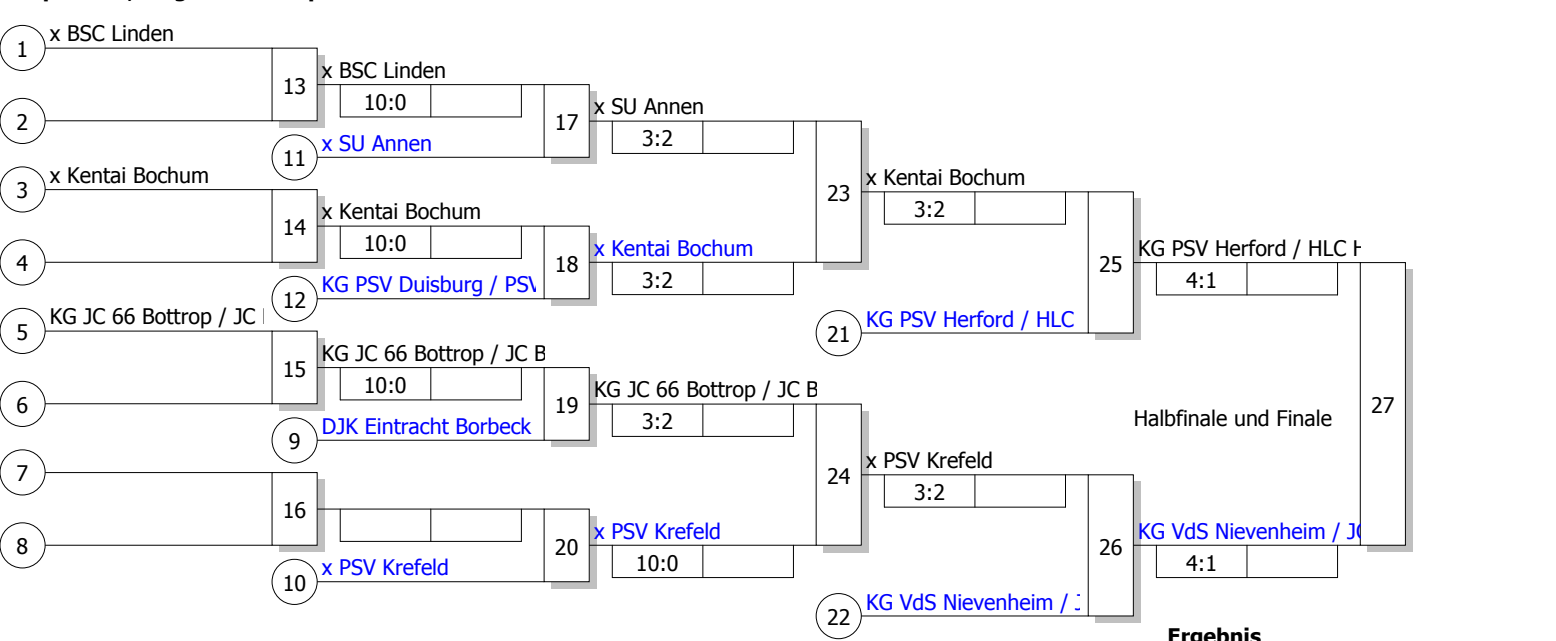 1 x BSC Linden
2
13 x BSC Linden
10:0
11 x SU Annen
17 x SU Annen
3:2
3 x Kentai Bochum
4
14 x Kentai Bochum
10:0
12 KG PSV Duisburg / PSV
18 x Kentai Bochum
3:2
23 x Kentai Bochum
3:2
21 KG PSV Herford / HLC
25 KG PSV Herford / HLC H
4:1
5 KG JC 66 Bottrop / JC
6
15 KG JC 66 Bottrop / JC B
10:0
9 DJK Eintracht Borbeck
19 KG JC 66 Bottrop / JC B
3:2
7
8
16
10 x PSV Krefeld
20 x PSV Krefeld
10:0
24 x PSV Krefeld
3:2
22 KG VdS Nievenheim /
26 KG VdS Nievenheim / JC
4:1
Halbfinale und Finale
27
Ergebnis